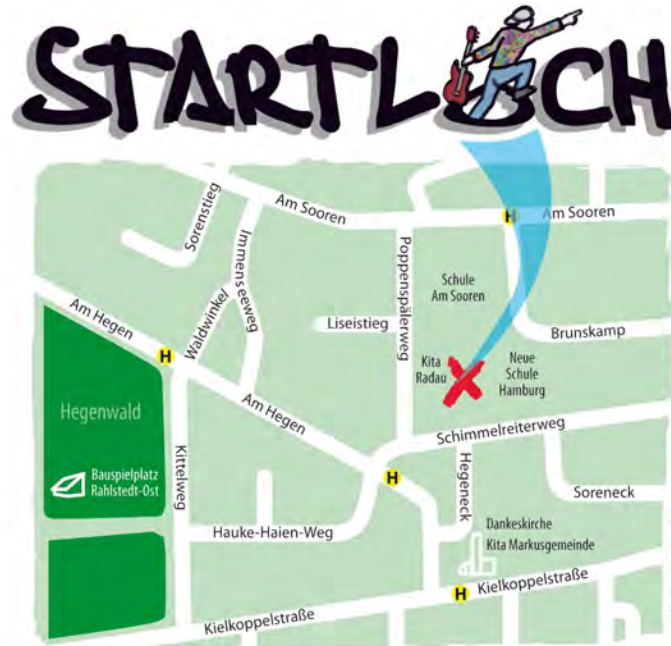 STARTLOCH
Am Sooren
H
Am Sooren
Sorenstieg
Immenseeweg
Poppenspälerweg
Schule
Am Sooren
Am Hegen
Waldwinkel
Liseistieg
Brunskamp
H
Kita
Radau
Neue
Schule
Hamburg
Hegenwald
Am Hegen
Schimmelreiterweg
Bauspielplatz
Rahlstedt-Ost
Kittelweg
H
Hegeneck
Soreneck
Hauke-Haien-Weg
Dankeskirche
Kita Markusgemeinde
H
Kielkoppelstraße
Kielkoppelstraße